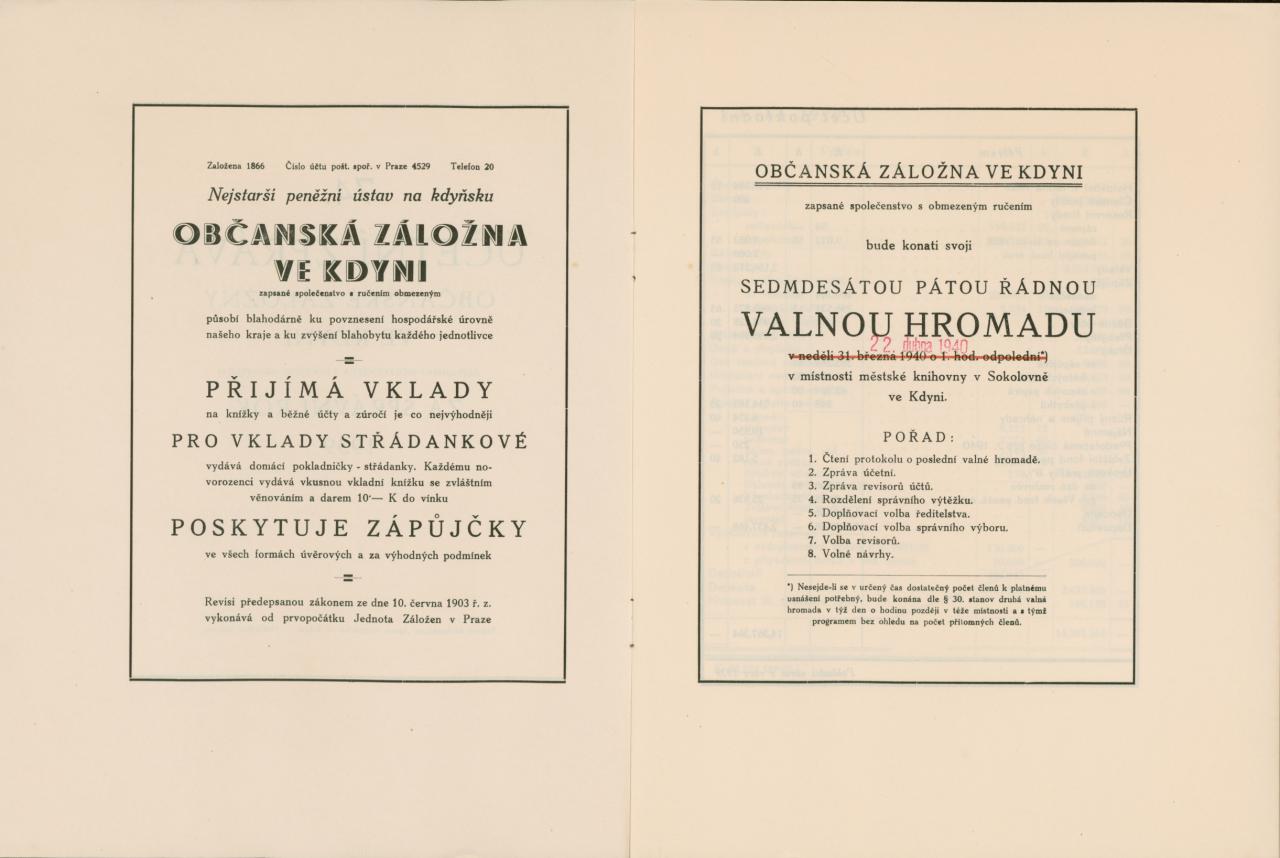 Založena 1866 Číslo účtu pošt. spoř. v Praze 4529 Telefon 20
Nejstarší peněžní ústav na kdyňsku
OBČANSKÁ ZÁLOŽNA
VE KDYNI
zapsané společenstvo s ručením obmezeným
působí blahodárně ku povznesení hospodářské úrovně
našeho kraje a ku zvýšení blahobytu každého jednotlivce
PŘIJÍMÁ VKLADY
na knížky a běžné účty a zúročí je co nejvýhodněji
PRO VKLADY STŘÁDANKOVÉ
vydává domácí pokladničky - střádanky. Každému no-
vorozenci vydává vkusnou vkladní knížku se zvláštním
věnováním a darem 10·— K do vínku
POSKYTUJE ZÁPŮJČKY
ve všech formách úvěrových a za výhodných podmínek
Revisi předepsanou zákonem ze dne 10. června 1903 ř. z.
vykonává od prvopočátku Jednota Záložen v Praze
OBČANSKÁ ZÁLOŽNA VE KDYNI
zapsané společenstvo s obmezeným ručením
bude konati svoji
SEDMDESÁTOU PÁTOU ŘÁDNOU
VALNOU HROMADU
22. dubna 1940
v neděli 31. března 1940 o 1. hod. odpolední*)
v místnosti městské knihovny v Sokolovně
ve Kdyni.
POŘAD:
1. Čtení protokolu o poslední valné hromadě.
2. Zpráva účetní.
3. Zpráva revisorů účtů.
4. Rozdělení správního výtěžku.
5. Doplňovací volba ředitelstva.
6. Doplňovací volba správního výboru.
7. Volba revisorů.
8. Volné návrhy.
*) Nesejde-li se v určený čas dostatečný počet členů k platnému
usnášení potřebný, bude konána dle § 30. stanov druhá valná
hromada v týž den o hodinu později v téže místnosti a s týmž
programem bez ohledu na počet přítomných členů.